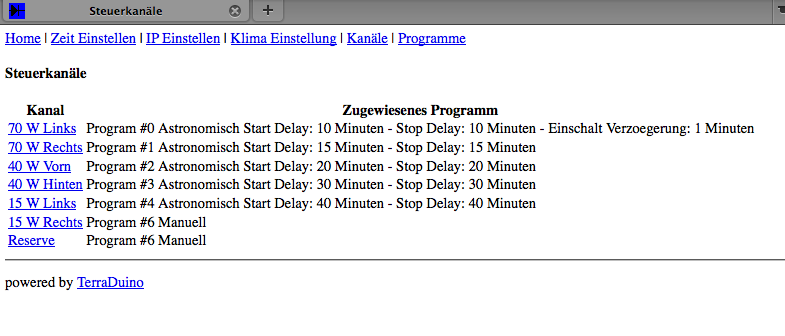 Steuerkanäle
Home | Zeit Einstellen | IP Einstellen | Klima Einstellung | Kanäle | Programme
Steuerkanäle
Kanal Zugewiesenes Programm
70 W Links Program #0 Astronomisch Start Delay: 10 Minuten - Stop Delay: 10 Minuten - Einschalt Verzoegerung: 1 Minuten
70 W Rechts Program #1 Astronomisch Start Delay: 15 Minuten - Stop Delay: 15 Minuten
40 W Vorn Program #2 Astronomisch Start Delay: 20 Minuten - Stop Delay: 20 Minuten
40 W Hinten Program #3 Astronomisch Start Delay: 30 Minuten - Stop Delay: 30 Minuten
15 W Links Program #4 Astronomisch Start Delay: 40 Minuten - Stop Delay: 40 Minuten
15 W Rechts Program #6 Manuell
Reserve Program #6 Manuell
powered by TerraDuino